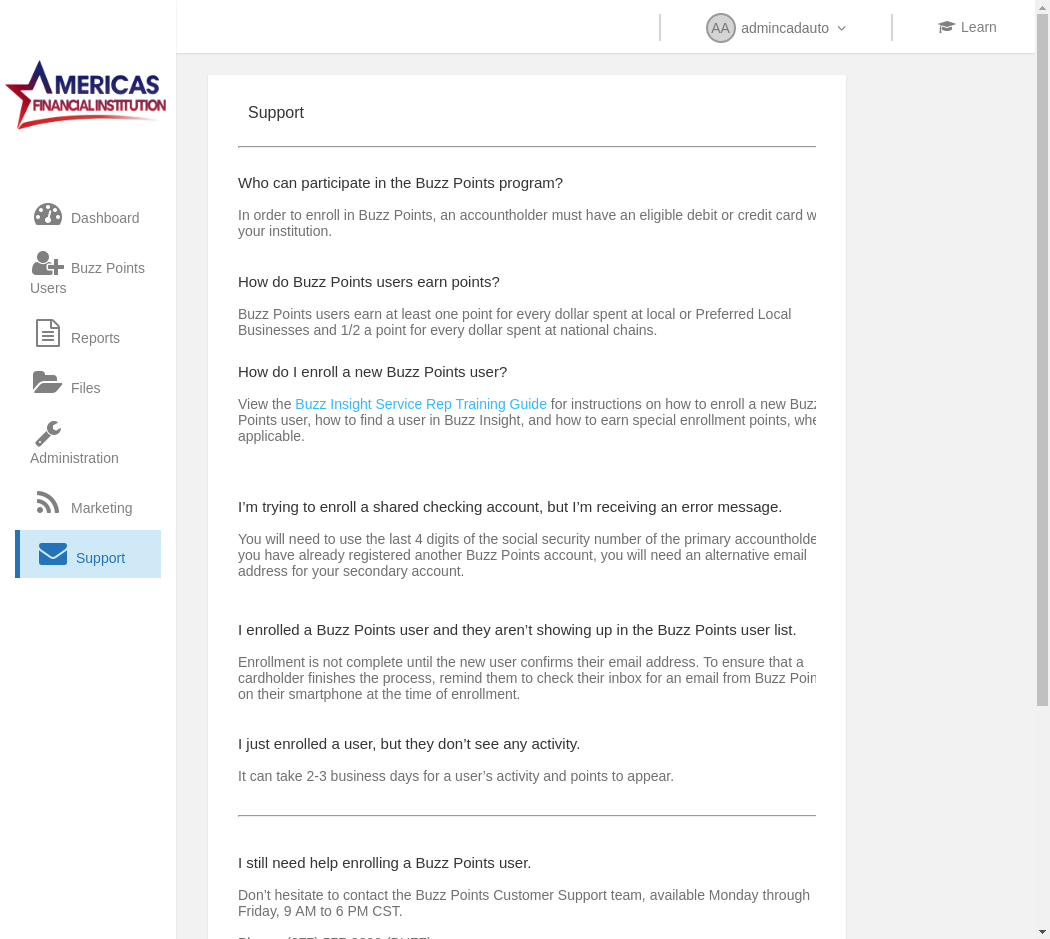 AA admincadauto
Learn
AMERICAS
FINANCIAL INSTITUTION
Dashboard
Buzz Points
Users
Reports
Files
Administration
Marketing
Support
Support
Who can participate in the Buzz Points program?
In order to enroll in Buzz Points, an accountholder must have an eligible debit or credit card
your institution.
How do Buzz Points users earn points?
Buzz Points users earn at least one point for every dollar spent at local or Preferred Local
Businesses and 1/2 a point for every dollar spent at national chains.
How do I enroll a new Buzz Points user?
View the Buzz Insight Service Rep Training Guide for instructions on how to enroll a new Buzz
Points user, how to find a user in Buzz Insight, and how to earn special enrollment points,
applicable.
I’m trying to enroll a shared checking account, but I’m receiving an error message.
You will need to use the last 4 digits of the social security number of the primary
you have already registered another Buzz Points account, you will need an alternative email
address for your secondary account.
I enrolled a Buzz Points user and they aren’t showing up in the Buzz Points user list.
Enrollment is not complete until the new user confirms their email address. To ensure that a
cardholder finishes the process, remind them to check their inbox for an email from Buzz
on their smartphone at the time of enrollment.
I just enrolled a user, but they don’t see any activity.
It can take 2-3 business days for a user’s activity and points to appear.
I still need help enrolling a Buzz Points user.
Don’t hesitate to contact the Buzz Points Customer Support team, available Monday through
Friday, 9 AM to 6 PM CST.